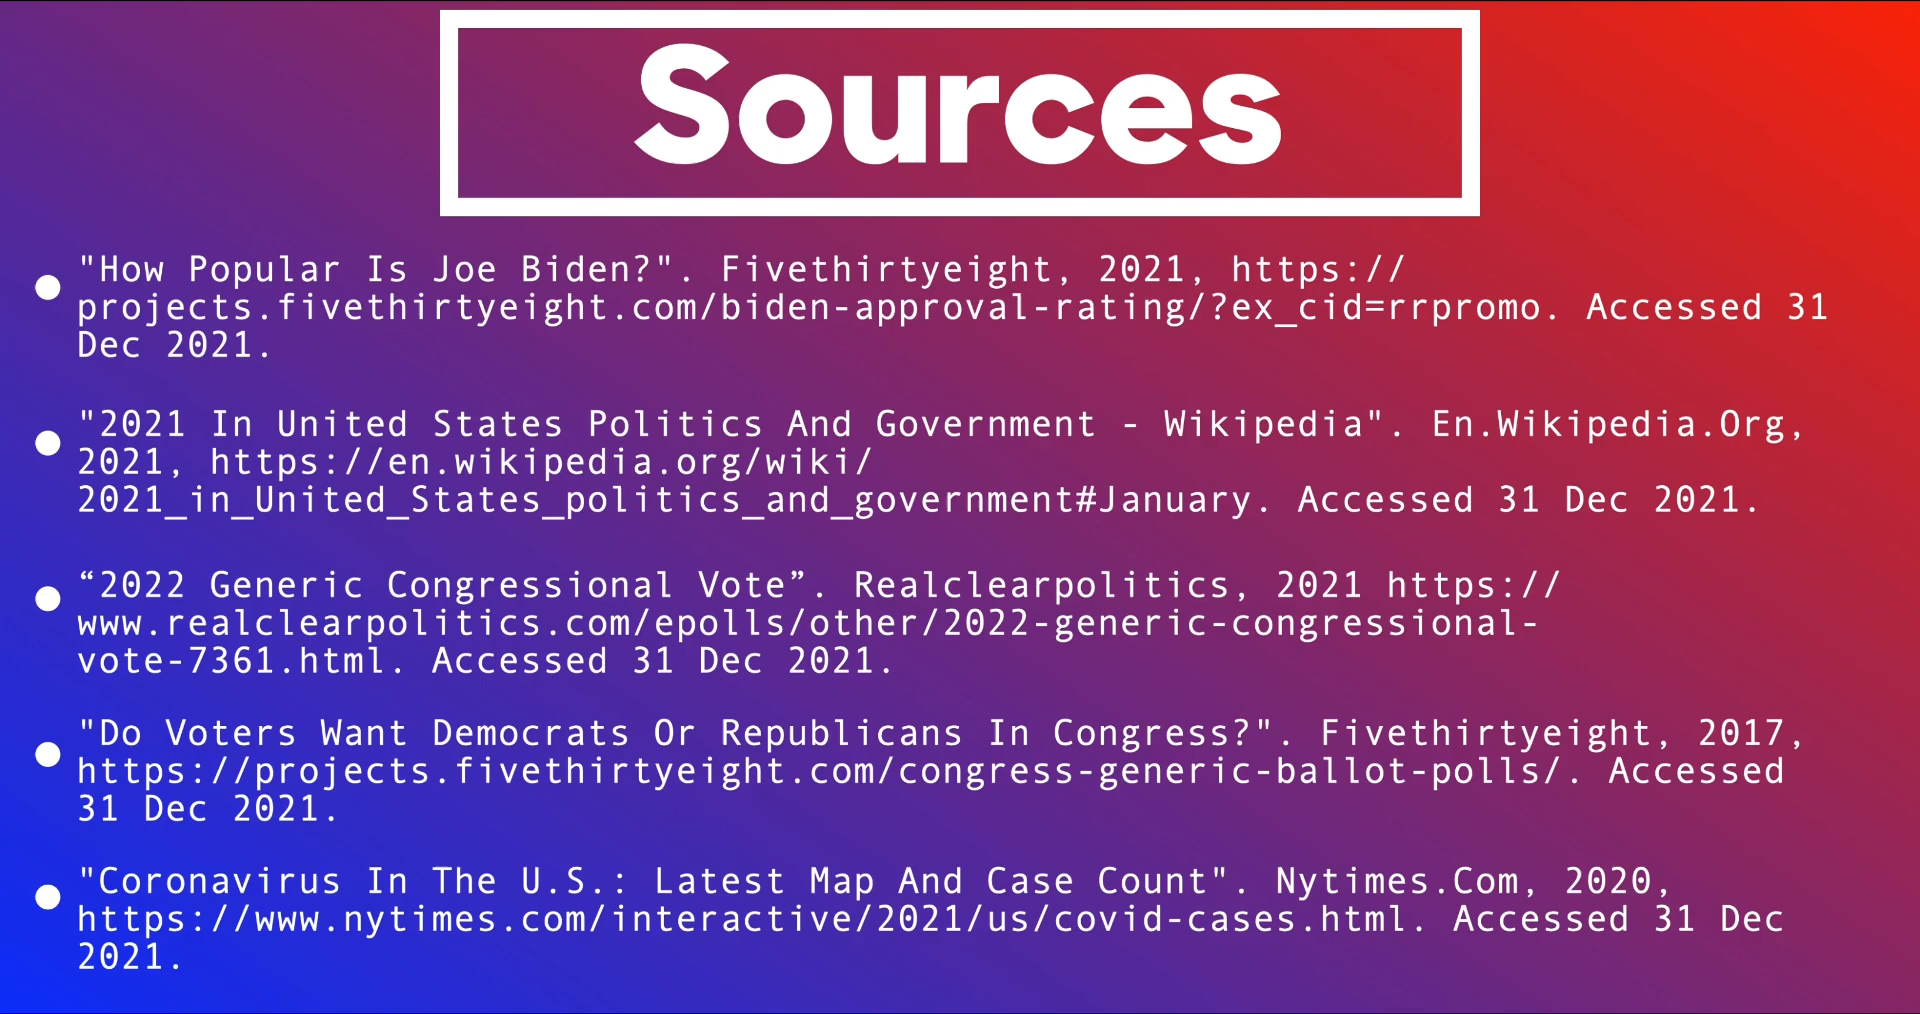 Sources
"How Popular Is Joe Biden?". Fivethirtyeight, 2021, https://
projects.fivethirtyeight.com/biden-approval-rating/?ex_cid=rrpromo. Accessed 31
Dec 2021.
"2021 In United States Politics And Government - Wikipedia". En.Wikipedia.Org,
2021, https://en.wikipedia.org/wiki/
2021_in_United_States_politics_and_government#January. Accessed 31 Dec 2021.
“2022 Generic Congressional Vote”. Realclearpolitics, 2021 https://
www.realclearpolitics.com/epolls/other/2022-generic-congressional-
vote-7361.html. Accessed 31 Dec 2021.
"Do Voters Want Democrats Or Republicans In Congress?". Fivethirtyeight, 2017,
https://projects.fivethirtyeight.com/congress-generic-ballot-polls/. Accessed
31 Dec 2021.
"Coronavirus In The U.S.: Latest Map And Case Count". Nytimes.Com, 2020,
https://www.nytimes.com/interactive/2021/us/covid-cases.html. Accessed 31 Dec
2021.